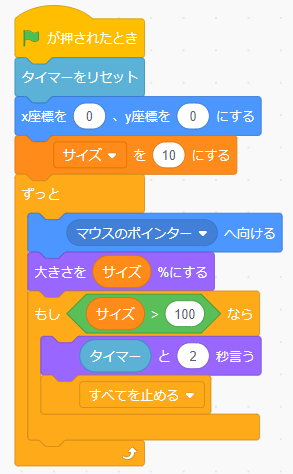 が押されたとき
タイマーをリセット
x座標を 0 、y座標を 0 にする
サイズ を 10 にする
ずっと
マウスのポインター へ向ける
大きさを サイズ %にする
もし サイズ > 100 なら
タイマー と 2 秒言う
すべてを止める